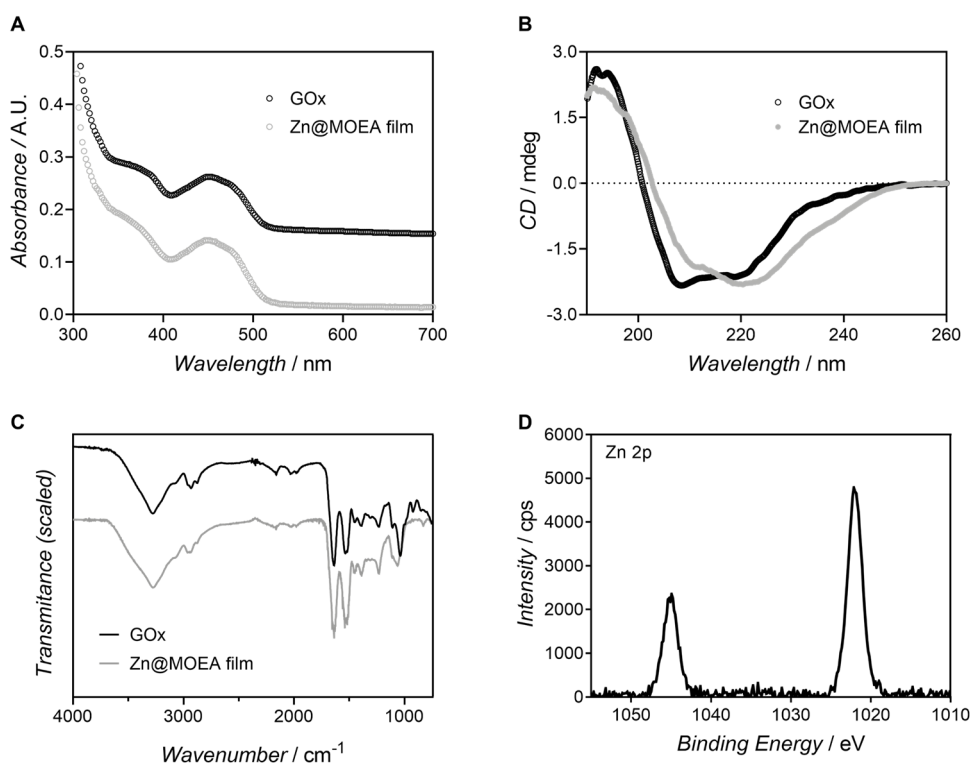 A
0.5
0.4
0.3
0.2
0.1
0.0
300 400 500 600 700
Absorbance / A.U.
Wavelength / nm
GOx
Zn@MOEA film
B
3.0
1.5
0.0
-1.5
-3.0
200 220 240 260
CD / mdeg
Wavelength / nm
GOx
Zn@MOEA film
C
Transmitance (scaled)
GOx
Zn@MOEA film
4000 3000 2000 1000
Wavenumber / cm-1
D
Zn 2p
6000
5000
4000
3000
2000
1000
0
1050 1040 1030 1020 1010
Intensity / cps
Binding Energy / eV